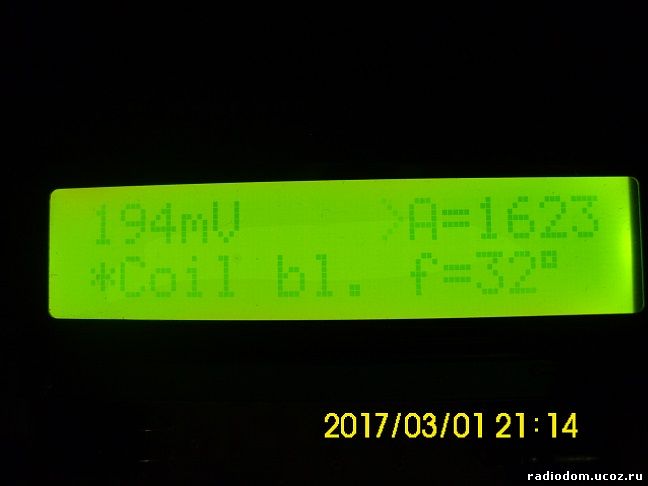 194mV >A=1623
*Coil bl. f=32°
2017/03/01 21:14
radiodom.ucoz.ru